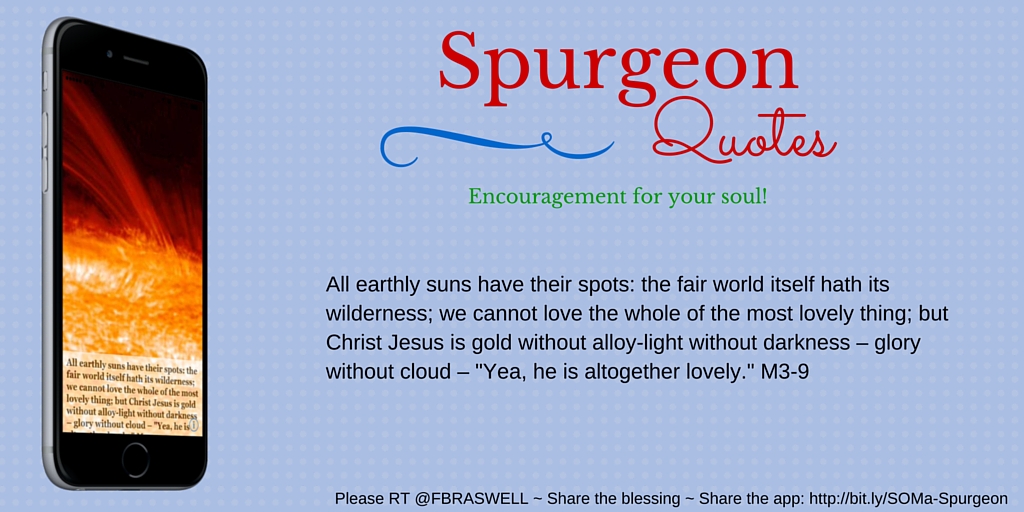 Spurgeon
Quotes
Encouragement for your soul!
All earthly suns have their spots: the fair world itself hath its
wilderness; we cannot love the whole of the most lovely thing; but
Christ Jesus is gold without alloy-light without darkness – glory
without cloud – "Yea, he is altogether lovely." M3-9
All earthly suns have their spots: the
fair world itself hath its wilderness;
we cannot love the whole of the most
lovely thing; but Christ Jesus is gold
without alloy-light without darkness
– glory without cloud – "Yea, he is
Please RT @FBRASWELL ~ Share the blessing ~ Share the app: http://bit.ly/SOMa-Spurgeon